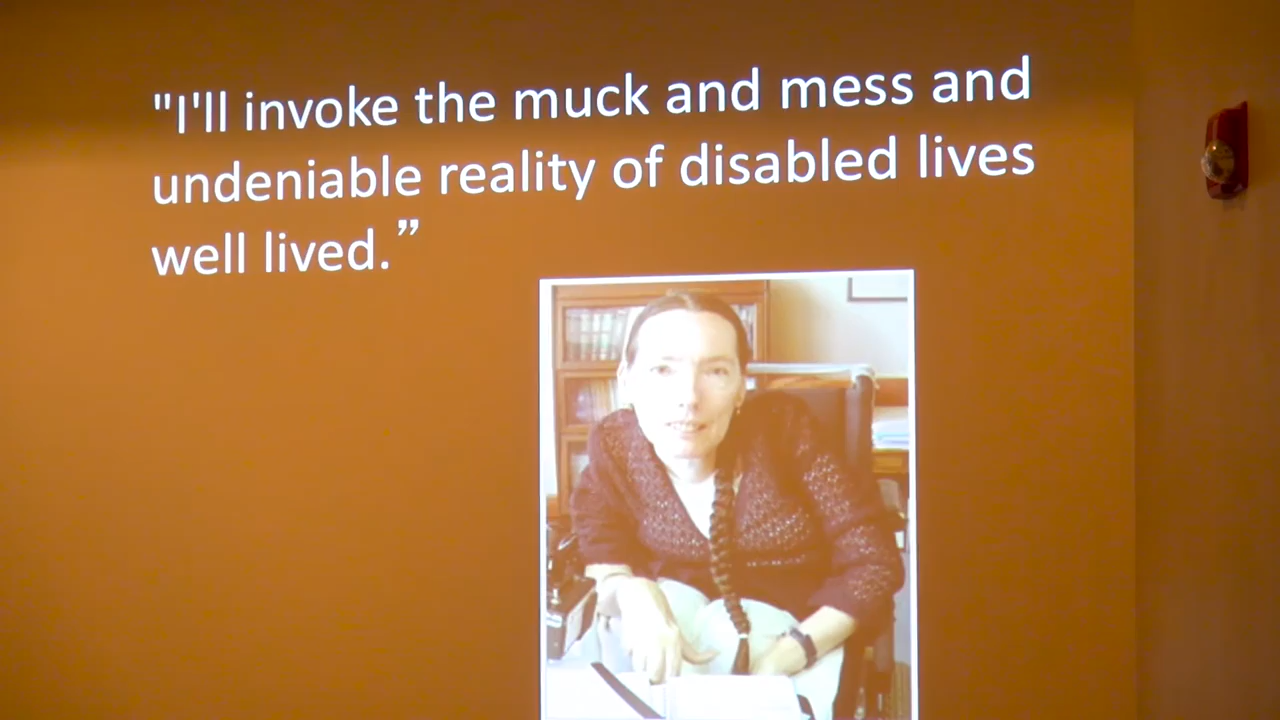 "I'll invoke the muck and mess and
undeniable reality of disabled lives
well lived.”